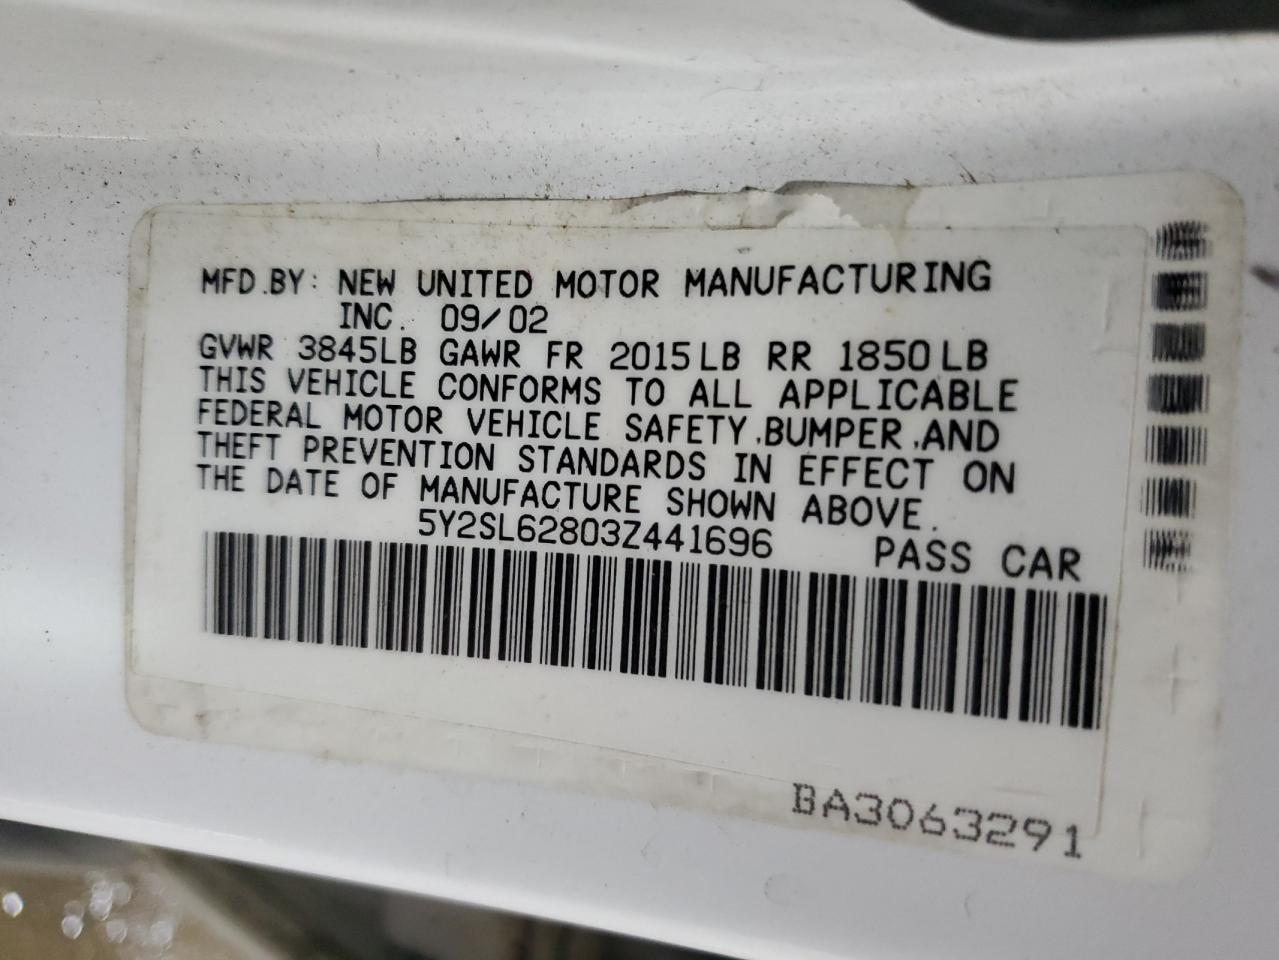 MFD.BY: NEW UNITED MOTOR MANUFACTURING
INC. 09/02
GVWR 3845LB GAWR FR 2015LB RR 1850LB
THIS VEHICLE CONFORMS TO ALL APPLICABLE
FEDERAL MOTOR VEHICLE SAFETY,BUMPER,AND
THEFT PREVENTION STANDARDS IN EFFECT ON
THE DATE OF MANUFACTURE SHOWN ABOVE.
5Y2SL62803Z441696 PASS CAR
BA3063291